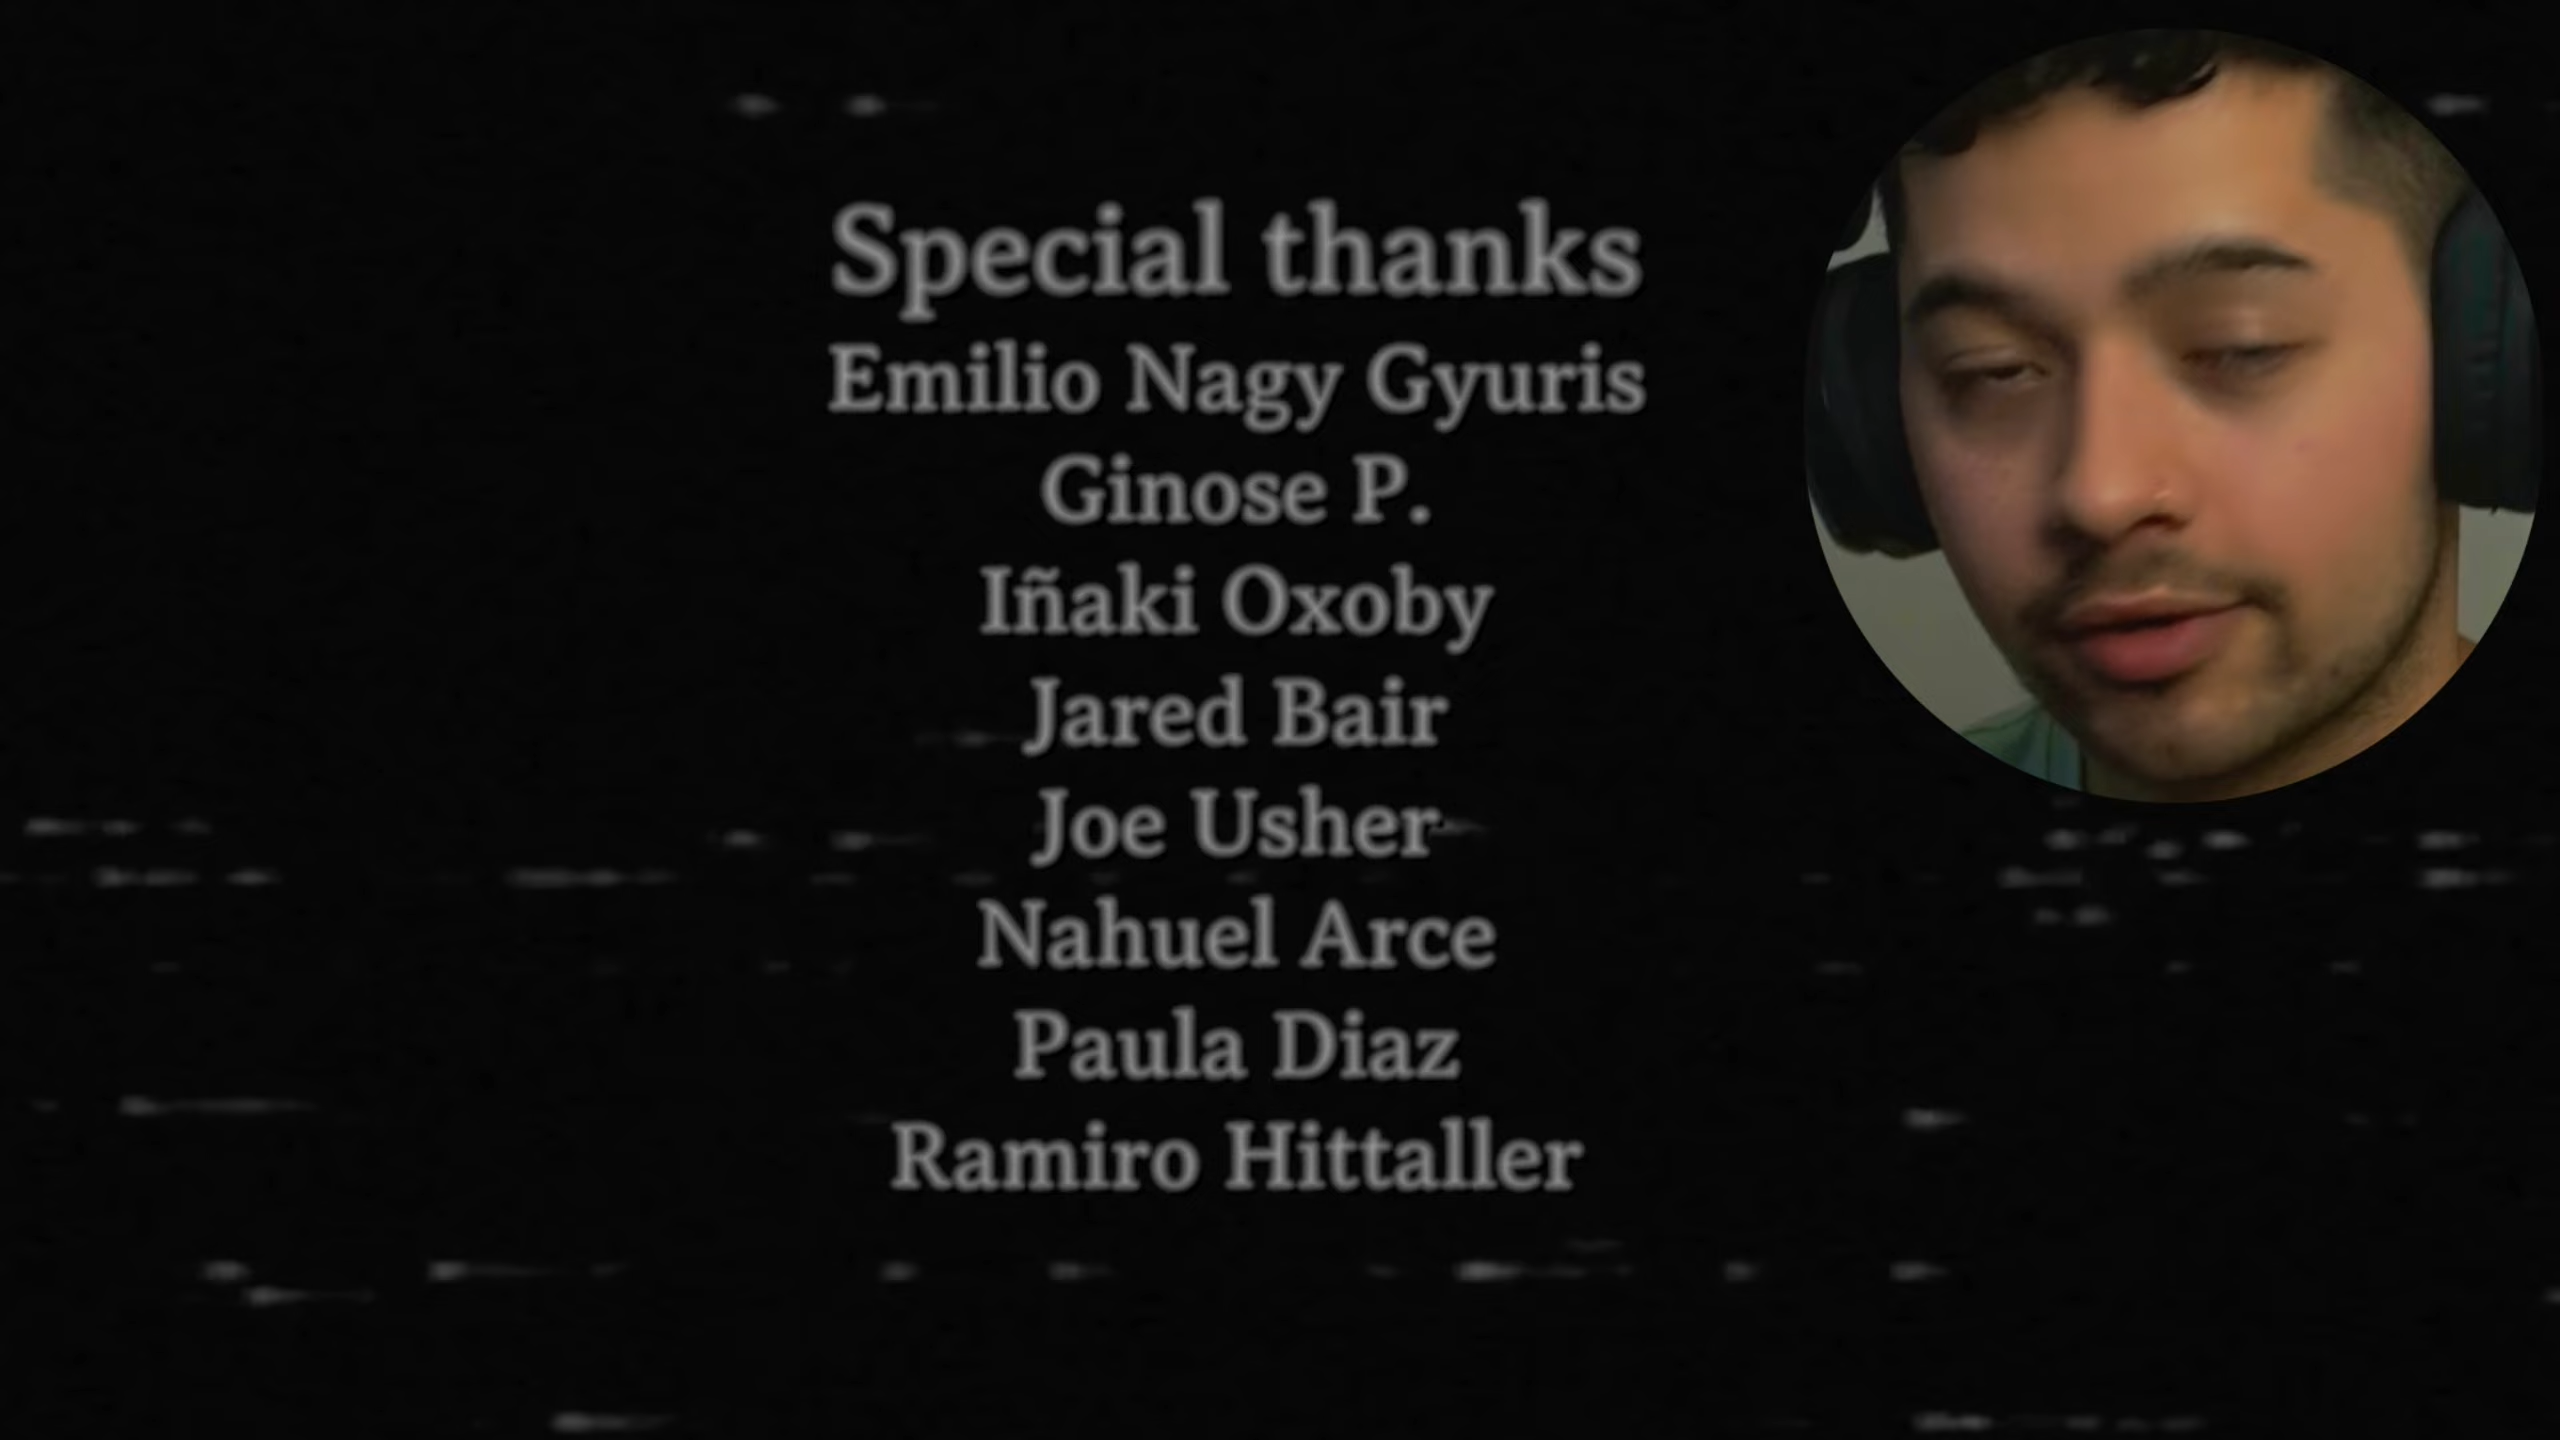 Special thanks
Emilio Nagy Gyuris
Ginose P.
Iñaki Oxoby
Jared Bair
Joe Usher
Nahuel Arce
Paula Diaz
Ramiro Hittaller